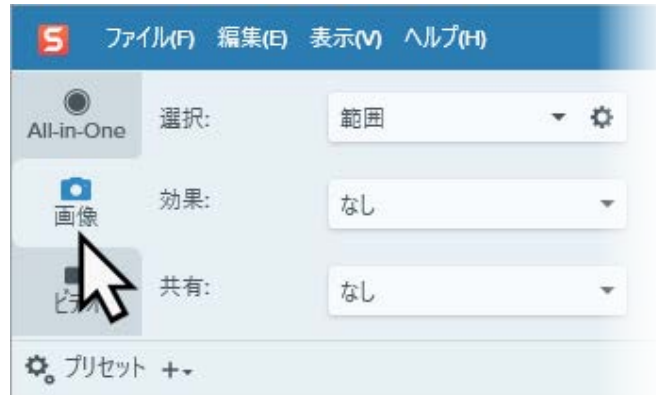 S ファイル(F) 編集(E) 表示(V) ヘルプ(H)
All-in-One
選択: 範囲
画像
効果: なし
共有: なし
プリセット